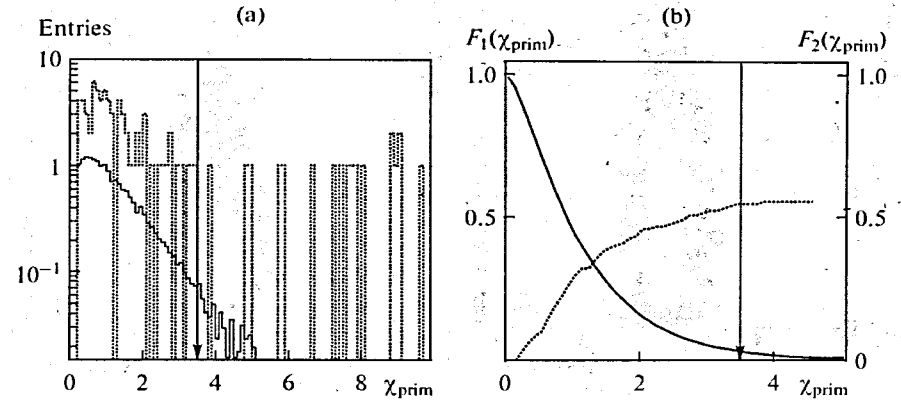 (a)
Entries
10
1
10⁻¹
0 2 4 6 8 χprim
(b)
F₁(χprim) F₂(χprim)
1.0 1.0
0.5 0.5
0
0 2 4 χprim